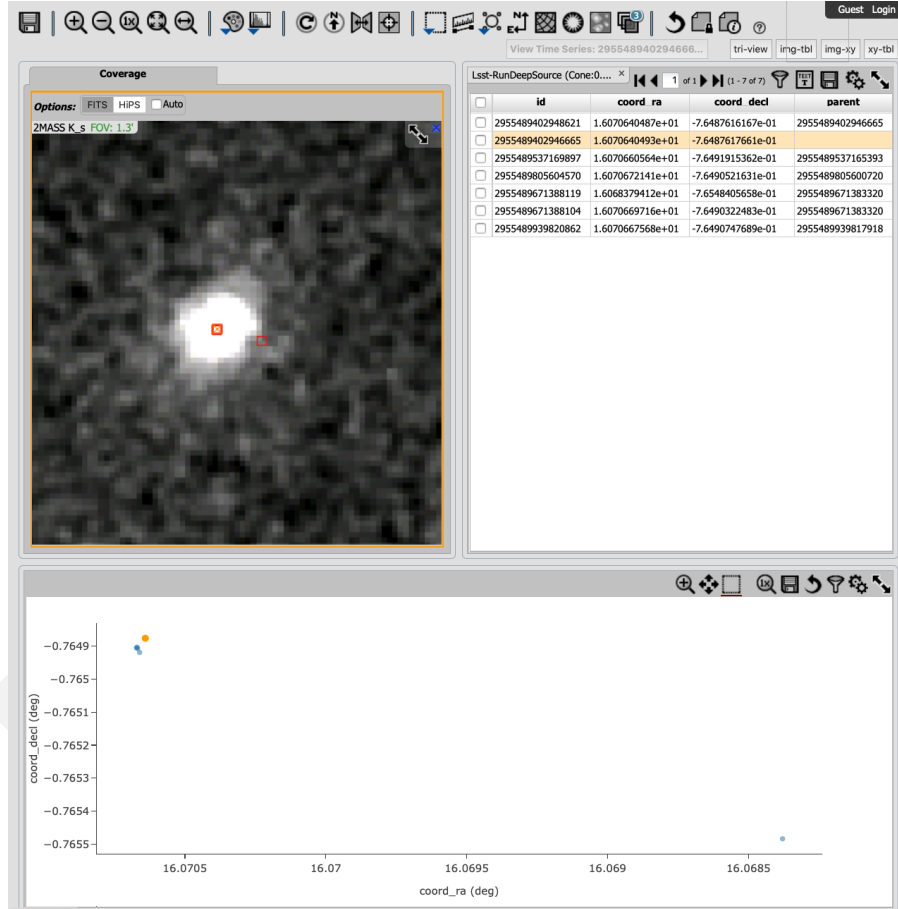 Guest Login
1x
N
E N
3
i
?
View Time Series: 295548940294666...
tri-view img-tbl img-xy xy-tbl
Coverage
Options: FITS HiPS Auto
2MASS K_s FOV: 1.3'
Lsst-RunDeepSource (Cone:0.... × 1 of 1 (1 - 7 of 7) TEXT T
id coord_ra coord_decl parent
2955489402948621 1.6070640487e+01 -7.6487616167e-01 2955489402946665
2955489402946665 1.6070640493e+01 -7.6487617661e-01
2955489537169897 1.6070660564e+01 -7.6491915362e-01 2955489537165393
2955489805604570 1.6070672141e+01 -7.6490521631e-01 2955489805600720
2955489671388119 1.6068379412e+01 -7.6548405658e-01 2955489671383320
2955489671388104 1.6070669716e+01 -7.6490322483e-01 2955489671383320
2955489939820862 1.6070667568e+01 -7.6490747689e-01 2955489939817918
1x
coord_decl (deg)
−0.7649
−0.765
−0.7651
−0.7652
−0.7653
−0.7654
−0.7655
16.0705 16.07 16.0695 16.069 16.0685
coord_ra (deg)